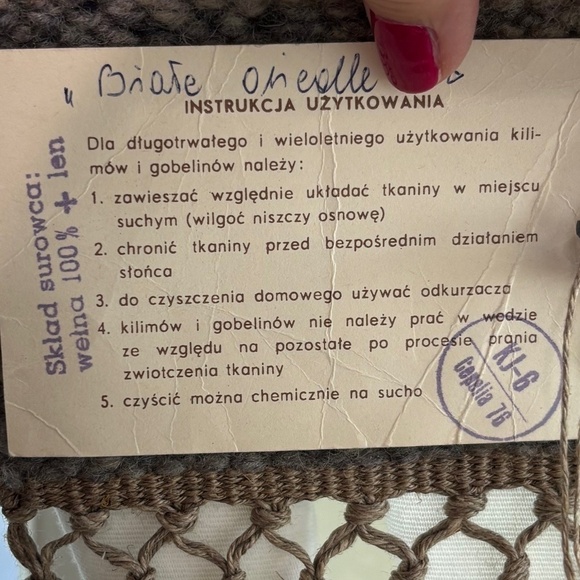 „ Białe
INSTRUKCJA UŻYTKOWANIA
Dla długotrwałego i wieloletniego użytkowania kili-
mów i gobelinów należy:
1. zawieszać względnie układać tkaniny w miejscu
suchym (wilgoć niszczy osnowę)
2. chronić tkaniny przed bezpośrednim działaniem
słońca
3. do czyszczenia domowego używać odkurzacza
4. kilimów i gobelinów nie należy prać w wodzie
ze względu na pozostałe po procesie prania
zwiotczenia tkaniny
5. czyścić można chemicznie na sucho
Skład surowca:
wełna 100% + len
KJ-6
Cepelia 76